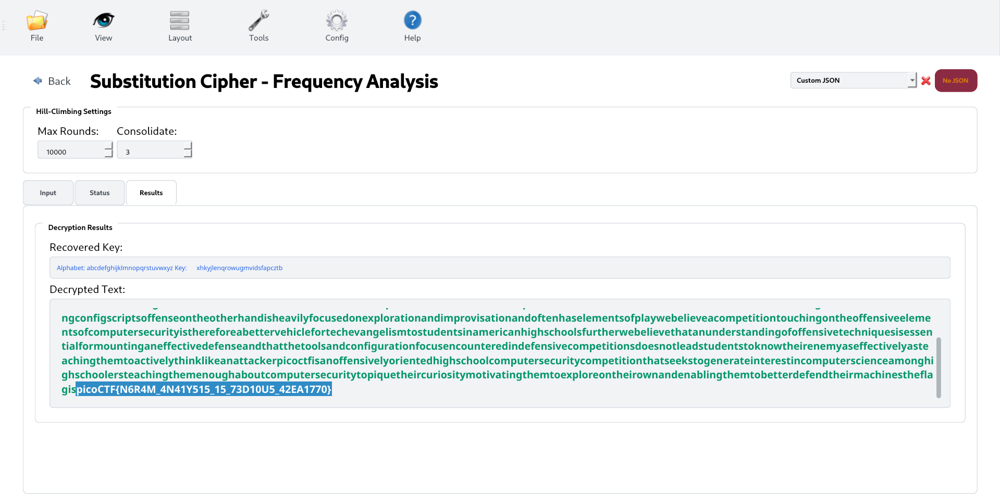 File
View
Layout
Tools
Config
Help
Back
Substitution Cipher - Frequency Analysis
Custom JSON
No JSON
Hill-Climbing Settings
Max Rounds:
Consolidate:
10000
3
Input
Status
Results
Decryption Results
Recovered Key:
Alphabet: abcdefghijklmnopqrstuvwxyz Key: xhkyjlenqrowugmvidsfapcztb
Decrypted Text:
ngconfigscriptsoffenseontheotherhandisheavilyfocusedonexplorationandimprovisationandoftenhaselementsofplaywebelieveacompetitiontouchingontheoffensiveeleme
ntsofcomputersecurityisthereforeabettervehiclefortechevangelismtostudentsinamericanhighschoolsfurtherwebelievethatanunderstandingofoffensivetechniquesisessen
tialformountinganeffectivedefenseandthatthetoolsandconfigurationfocusencounteredindefensivecompetitionsdoesnotleadstudentstoknowtheirenemyaseffectivelyaste
achingthemtoactivelythinklikeanattackerpicoctfisanoffensivelyorientedhighschoolcomputersecuritycompetitionthatseekstogenerateinterestincomputerscienceamonghi
ghschoolersteachingthemenoughaboutcomputersecuritytopiquetheircuriositymotivatingthemtoexploreontheirownandenablingthemtobetterdefendtheirmachinesthefla
gispicoCTF{N6R4M_4N41Y515_15_73D10U5_42EA1770}